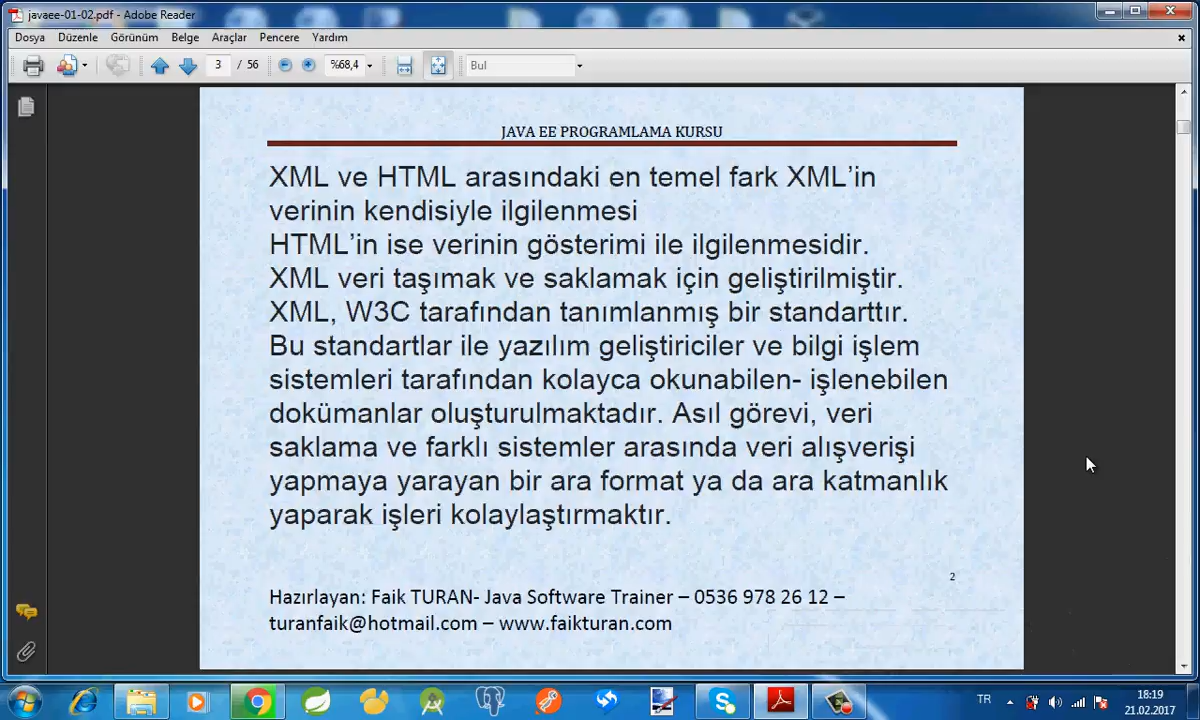 javaee-01-02.pdf - Adobe Reader
Dosya Düzenle Görünüm Belge Araçlar Pencere Yardım
3 / 56 %68,4 Bul
JAVA EE PROGRAMLAMA KURSU
XML ve HTML arasındaki en temel fark XML’in
verinin kendisiyle ilgilenmesi
HTML’in ise verinin gösterimi ile ilgilenmesidir.
XML veri taşımak ve saklamak için geliştirilmiştir.
XML, W3C tarafından tanımlanmış bir standarttır.
Bu standartlar ile yazılım geliştiriciler ve bilgi işlem
sistemleri tarafından kolayca okunabilen- işlenebilen
dokümanlar oluşturulmaktadır. Asıl görevi, veri
saklama ve farklı sistemler arasında veri alışverişi
yapmaya yarayan bir ara format ya da ara katmanlık
yaparak işleri kolaylaştırmaktır.
2
Hazırlayan: Faik TURAN- Java Software Trainer – 0536 978 26 12 –
turanfaik@hotmail.com – www.faikturan.com
TR 18:19
21.02.2017